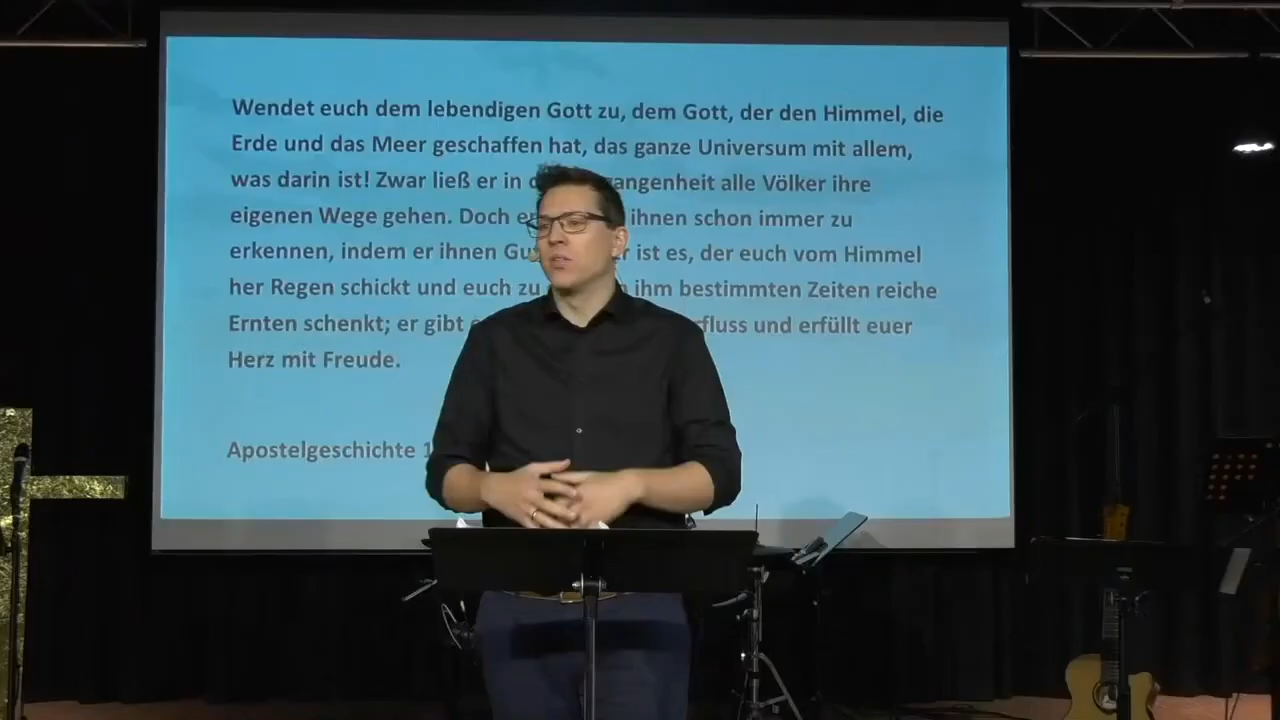 Wendet euch dem lebendigen Gott zu, dem Gott, der den Himmel, die
Erde und das Meer geschaffen hat, das ganze Universum mit allem,
was darin ist! Zwar ließ er in alle Völker ihre
eigenen Wege gehen. Doch ihnen schon immer zu
erkennen, indem er ihnen ist es, der euch vom Himmel
her Regen schickt und euch zu ihm bestimmten Zeiten reiche
Ernten schenkt; er gibt und erfüllt euer
Herz mit Freude.
Apostelgeschichte